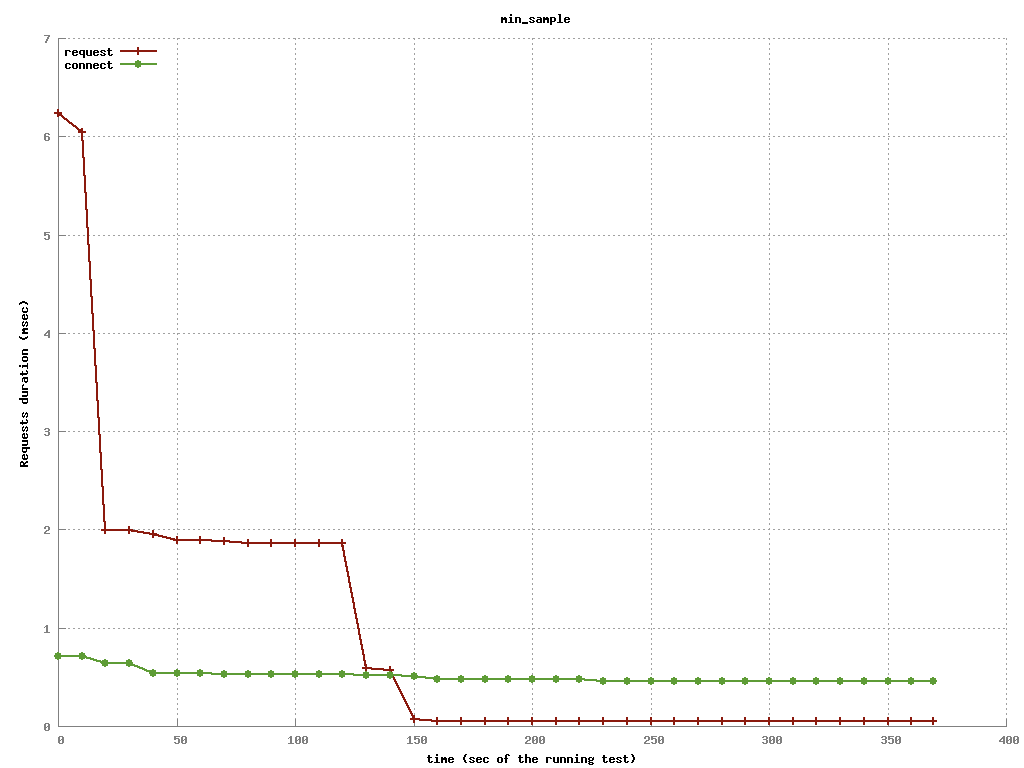 min_sample
request
connect
7
6
5
4
3
2
1
0
Requests duration (msec)
0 50 100 150 200 250 300 350 400
time (sec of the running test)